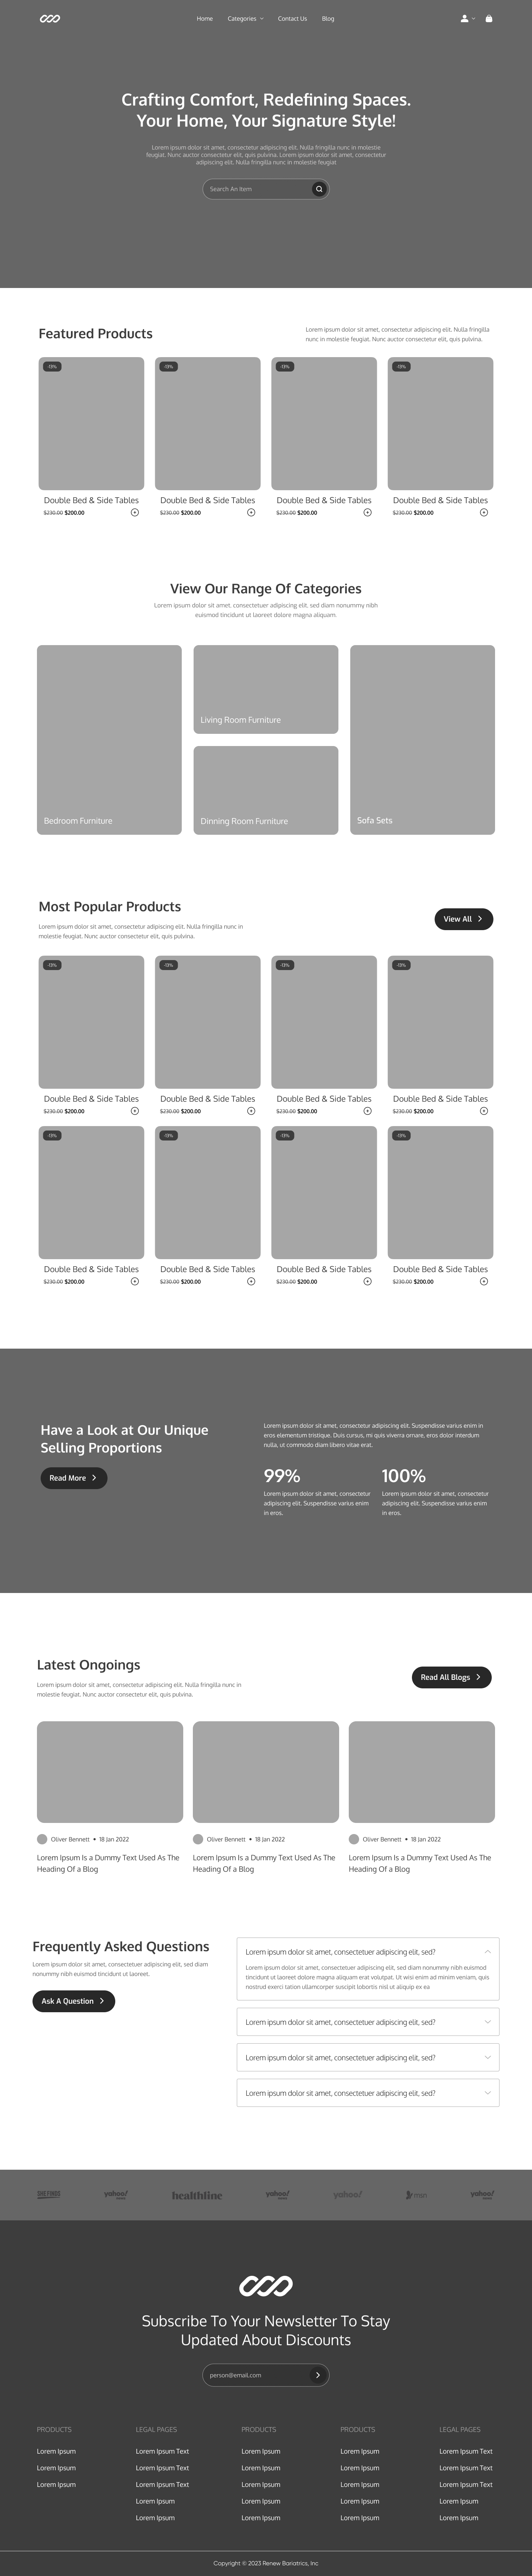 Home Categories Contact Us Blog
Crafting Comfort, Redefining Spaces.
Your Home, Your Signature Style!
Lorem ipsum dolor sit amet, consectetur adipiscing elit. Nulla fringilla nunc in molestie
feugiat. Nunc auctor consectetur elit, quis pulvina. Lorem ipsum dolor sit amet, consectetur
adipiscing elit. Nulla fringilla nunc in molestie feugiat
Search An Item
Featured Products
Lorem ipsum dolor sit amet, consectetur adipiscing elit. Nulla fringilla
nunc in molestie feugiat. Nunc auctor consectetur elit, quis pulvina.
-13% -13% -13% -13%
Double Bed & Side Tables Double Bed & Side Tables Double Bed & Side Tables Double Bed & Side Tables
$230.00 $200.00 $230.00 $200.00 $230.00 $200.00 $230.00 $200.00
View Our Range Of Categories
Lorem ipsum dolor sit amet, consectetuer adipiscing elit, sed diam nonummy nibh
euismod tincidunt ut laoreet dolore magna aliquam.
Living Room Furniture
Bedroom Furniture Dinning Room Furniture Sofa Sets
Most Popular Products
View All
Lorem ipsum dolor sit amet, consectetur adipiscing elit. Nulla fringilla nunc in
molestie feugiat. Nunc auctor consectetur elit, quis pulvina.
-13% -13% -13% -13%
Double Bed & Side Tables Double Bed & Side Tables Double Bed & Side Tables Double Bed & Side Tables
$230.00 $200.00 $230.00 $200.00 $230.00 $200.00 $230.00 $200.00
-13% -13% -13% -13%
Double Bed & Side Tables Double Bed & Side Tables Double Bed & Side Tables Double Bed & Side Tables
$230.00 $200.00 $230.00 $200.00 $230.00 $200.00 $230.00 $200.00
Have a Look at Our Unique
Selling Proportions
Read More
Lorem ipsum dolor sit amet, consectetur adipiscing elit. Suspendisse varius enim in
eros elementum tristique. Duis cursus, mi quis viverra ornare, eros dolor interdum
nulla, ut commodo diam libero vitae erat.
99% 100%
Lorem ipsum dolor sit amet, consectetur Lorem ipsum dolor sit amet, consectetur
adipiscing elit. Suspendisse varius enim adipiscing elit. Suspendisse varius enim
in eros. in eros.
Latest Ongoings
Read All Blogs
Lorem ipsum dolor sit amet, consectetur adipiscing elit. Nulla fringilla nunc in
molestie feugiat. Nunc auctor consectetur elit, quis pulvina.
Oliver Bennett • 18 Jan 2022 Oliver Bennett • 18 Jan 2022 Oliver Bennett • 18 Jan 2022
Lorem Ipsum Is a Dummy Text Used As The Lorem Ipsum Is a Dummy Text Used As The Lorem Ipsum Is a Dummy Text Used As The
Heading Of a Blog Heading Of a Blog Heading Of a Blog
Frequently Asked Questions
Lorem ipsum dolor sit amet, consectetuer adipiscing elit, sed diam
nonummy nibh euismod tincidunt ut laoreet.
Ask A Question
Lorem ipsum dolor sit amet, consectetuer adipiscing elit, sed?
Lorem ipsum dolor sit amet, consectetuer adipiscing elit, sed diam nonummy nibh euismod
tincidunt ut laoreet dolore magna aliquam erat volutpat. Ut wisi enim ad minim veniam, quis
nostrud exerci tation ullamcorper suscipit lobortis nisl ut aliquip ex ea
Lorem ipsum dolor sit amet, consectetuer adipiscing elit, sed?
Lorem ipsum dolor sit amet, consectetuer adipiscing elit, sed?
Lorem ipsum dolor sit amet, consectetuer adipiscing elit, sed?
yahoo! healthline yahoo! yahoo! msn yahoo!
Subscribe To Your Newsletter To Stay
Updated About Discounts
person@email.com
PRODUCTS LEGAL PAGES PRODUCTS PRODUCTS LEGAL PAGES
Lorem Ipsum Lorem Ipsum Text Lorem Ipsum Lorem Ipsum Lorem Ipsum Text
Lorem Ipsum Lorem Ipsum Text Lorem Ipsum Lorem Ipsum Lorem Ipsum Text
Lorem Ipsum Lorem Ipsum Text Lorem Ipsum Lorem Ipsum Lorem Ipsum Text
Lorem Ipsum Lorem Ipsum Lorem Ipsum Lorem Ipsum
Lorem Ipsum Lorem Ipsum Lorem Ipsum Lorem Ipsum
Copyright © 2023 Renew Bariatrics, Inc